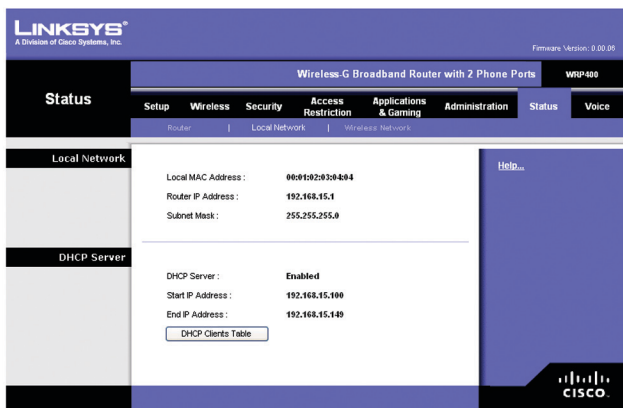 LINKSYS®
A Division of Cisco Systems, Inc.
Firmware Version: 0.00.06
Wireless-G Broadband Router with 2 Phone Ports WRP400
Status
Setup Wireless Security Access Restriction Applications & Gaming Administration Status Voice
Router | Local Network | Wireless Network
Local Network
Help...
Local MAC Address : 00:01:02:03:04:04
Router IP Address : 192.168.15.1
Subnet Mask : 255.255.255.0
DHCP Server
DHCP Server : Enabled
Start IP Address : 192.168.15.100
End IP Address : 192.168.15.149
DHCP Clients Table
CISCO.